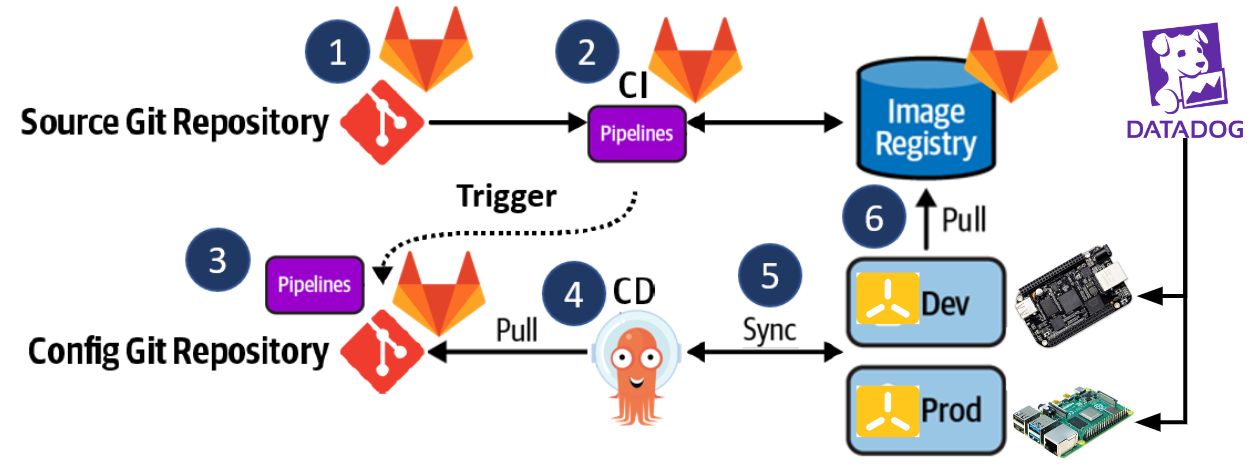 1
2
CI
Source Git Repository
Pipelines
Image
Registry
DATADOG
Trigger
6
Pull
3
Pipelines
4
CD
5
Dev
Config Git Repository
Pull
Sync
Prod